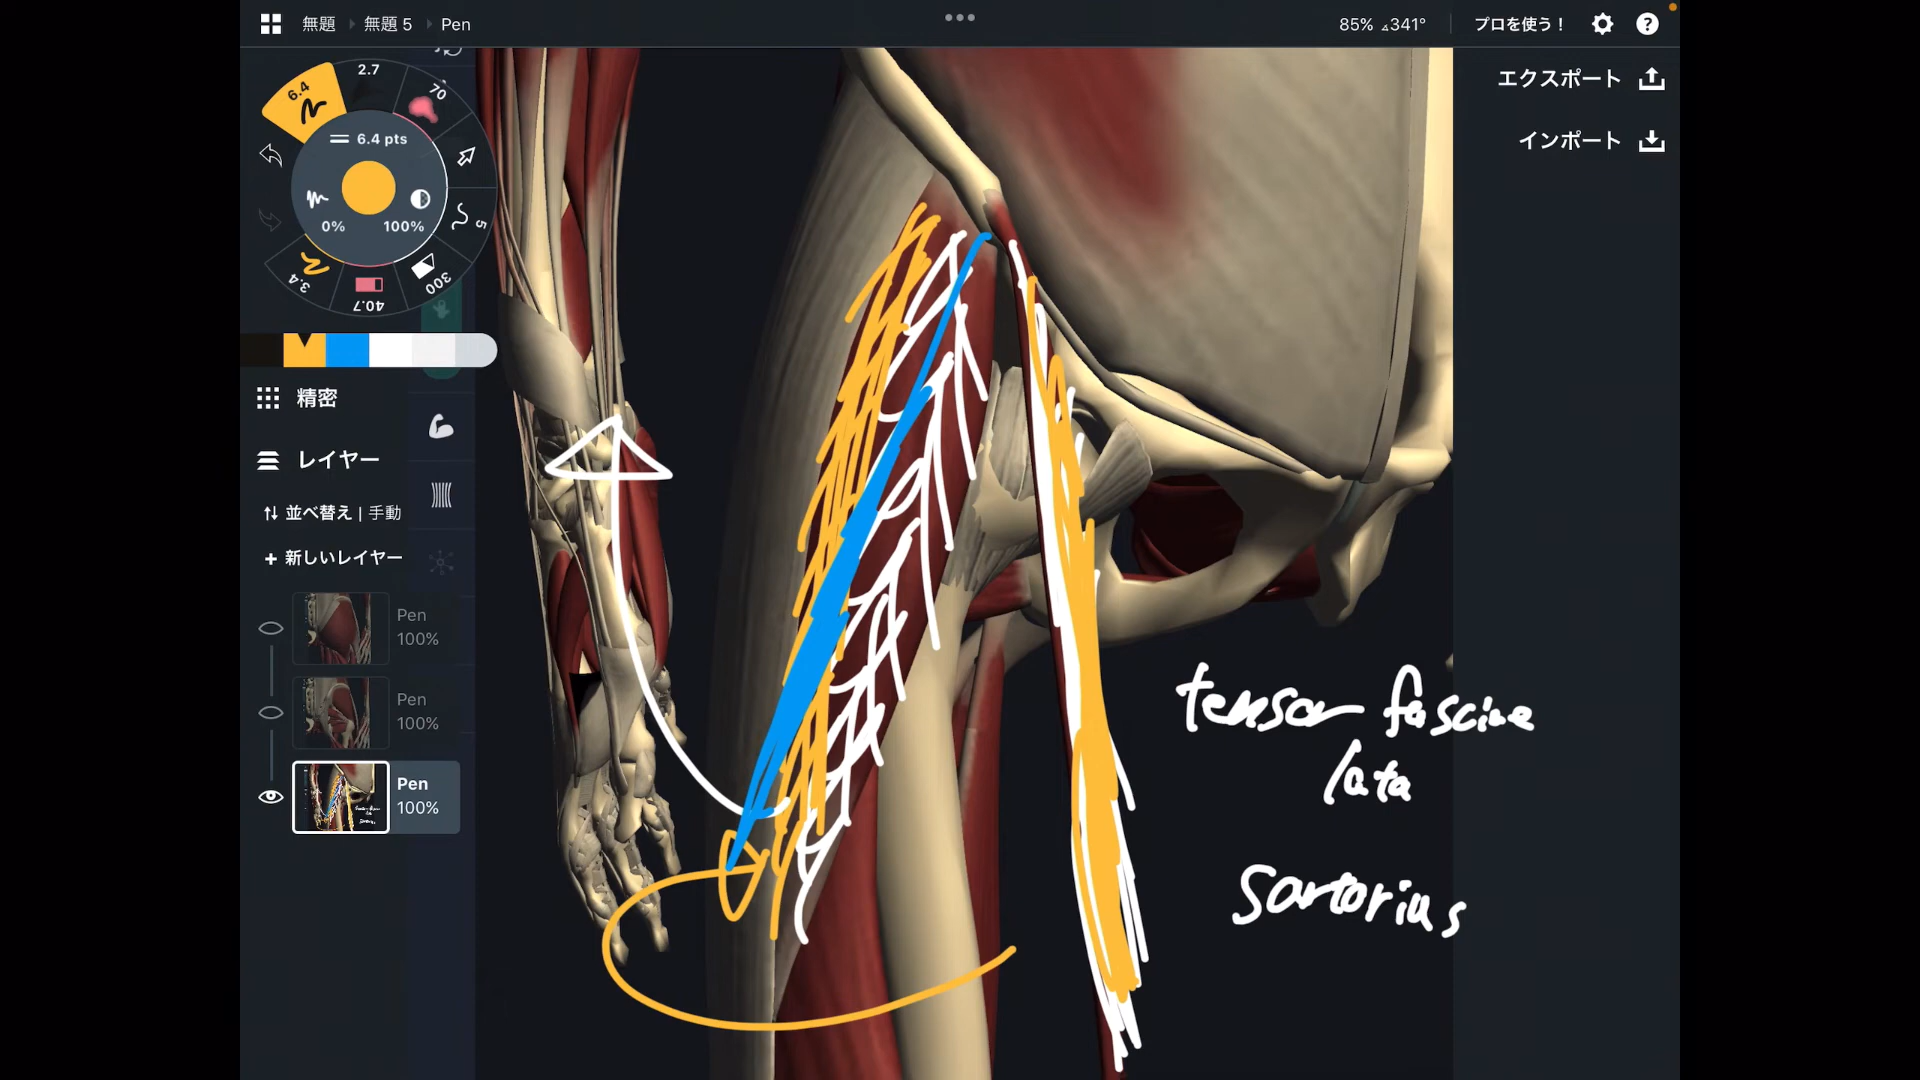 無題 無題 5 Pen
85% ⊿341°
プロを使う！
エクスポート
インポート
2.7
6.4
70
6.4 pts
0% 100%
5
3.4
40.7
300
精密
レイヤー
並べ替え | 手動
+ 新しいレイヤー
Pen
100%
Pen
100%
Pen
100%
tensor fasciae
lata
Sartorius